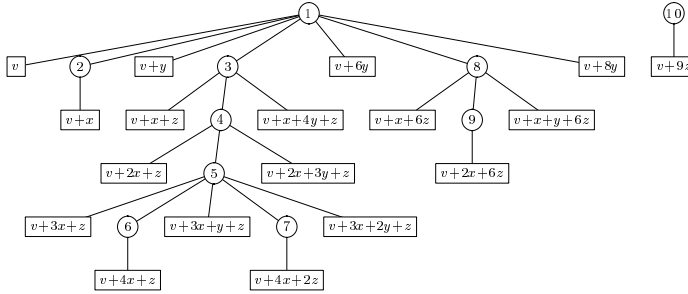 1 10
v 2 v+y 3 v+6y 8 v+8y v+9z
v+x v+x+z 4 v+x+4y+z v+x+6z 9 v+x+y+6z
v+2x+z 5 v+2x+3y+z v+2x+6z
v+3x+z 6 v+3x+y+z 7 v+3x+2y+z
v+4x+z v+4x+2z